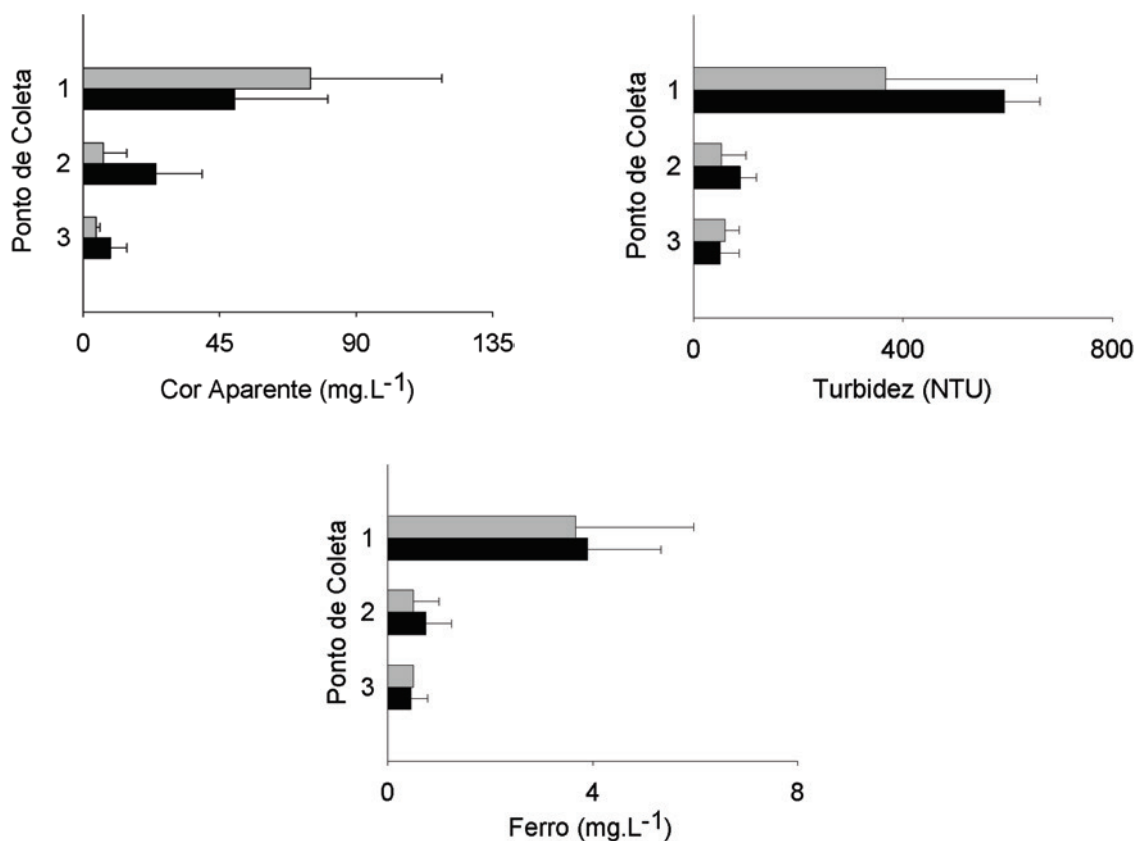 Ponto de Coleta
1
2
3
0 45 90 135
Cor Aparente (mg.L-1)
Ponto de Coleta
1
2
3
0 400 800
Turbidez (NTU)
Ponto de Coleta
1
2
3
0 4 8
Ferro (mg.L-1)